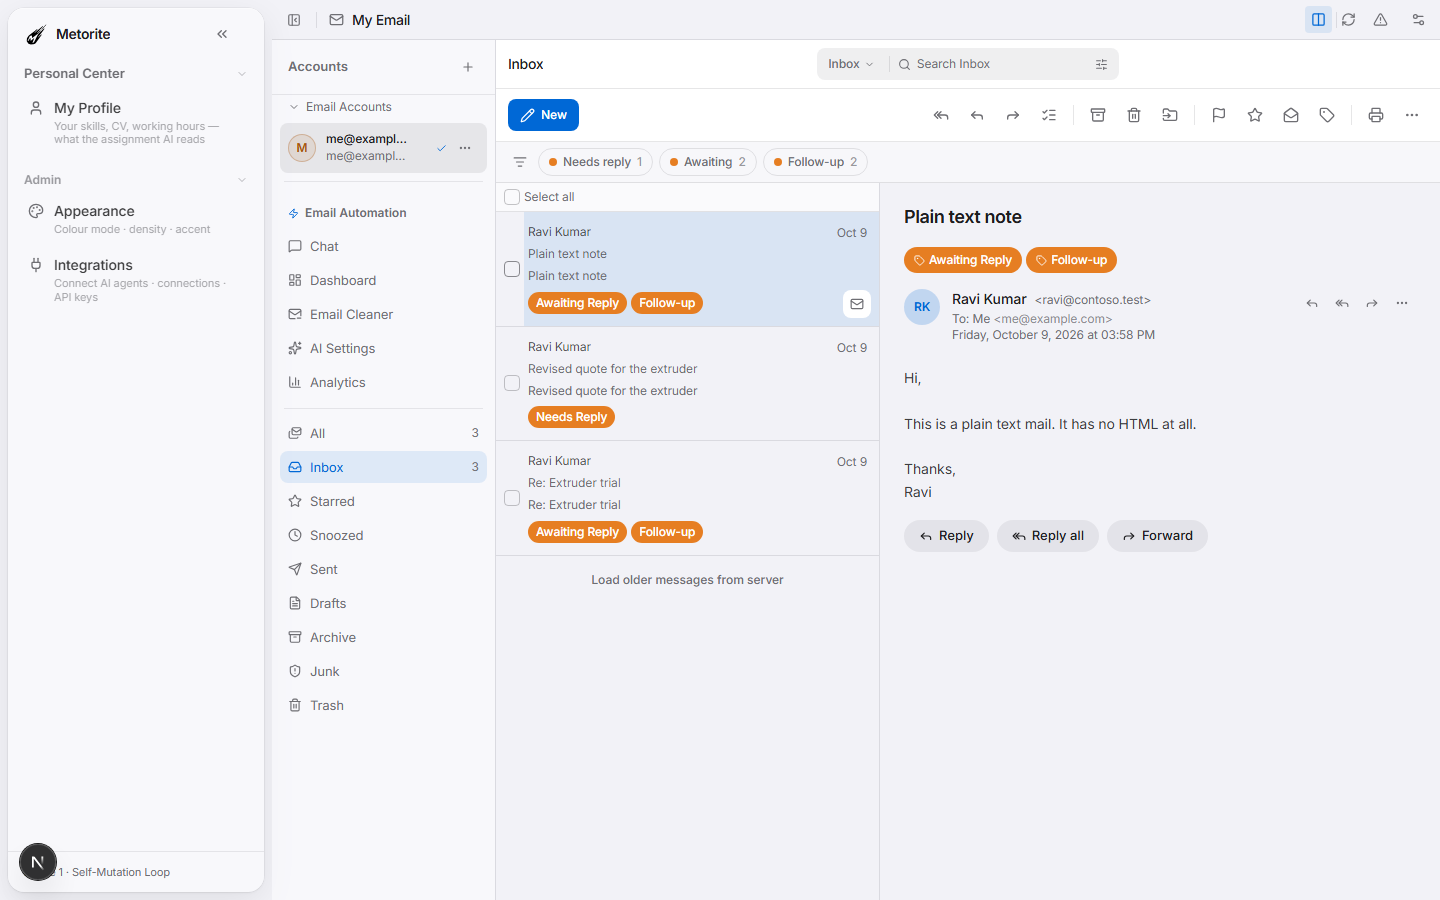 Metorite
Personal Center
My Profile
Your skills, CV, working hours —
what the assignment AI reads
Admin
Appearance
Colour mode · density · accent
Integrations
Connect AI agents · connections ·
API keys
N
1 · Self-Mutation Loop
My Email
Accounts
Email Accounts
M
me@exampl...
me@exampl...
Email Automation
Chat
Dashboard
Email Cleaner
AI Settings
Analytics
All 3
Inbox 3
Starred
Snoozed
Sent
Drafts
Archive
Junk
Trash
Inbox
Inbox
Search Inbox
New
Needs reply 1
Awaiting 2
Follow-up 2
Select all
Ravi Kumar Oct 9
Plain text note
Plain text note
Awaiting Reply Follow-up
Ravi Kumar Oct 9
Revised quote for the extruder
Revised quote for the extruder
Needs Reply
Ravi Kumar Oct 9
Re: Extruder trial
Re: Extruder trial
Awaiting Reply Follow-up
Load older messages from server
Plain text note
Awaiting Reply Follow-up
RK
Ravi Kumar <ravi@contoso.test>
To: Me <me@example.com>
Friday, October 9, 2026 at 03:58 PM
Hi,
This is a plain text mail. It has no HTML at all.
Thanks,
Ravi
Reply
Reply all
Forward